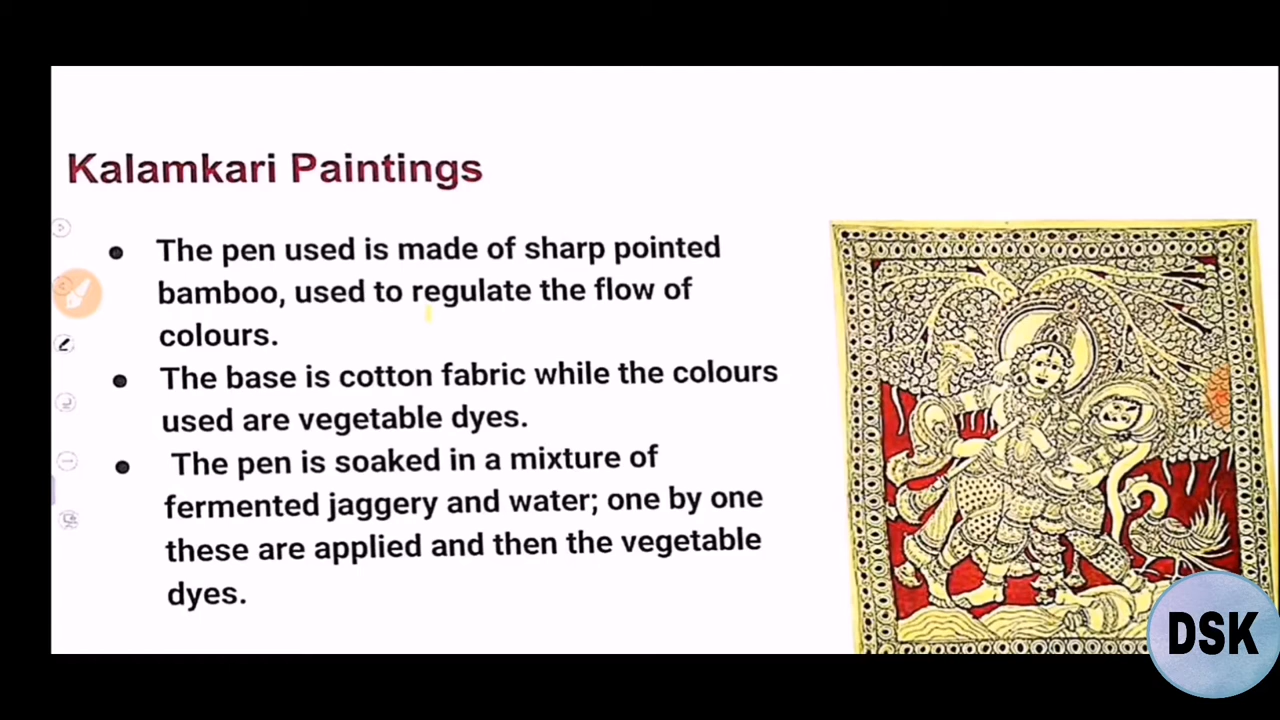 Kalamkari Paintings
The pen used is made of sharp pointed
bamboo, used to regulate the flow of
colours.
The base is cotton fabric while the colours
used are vegetable dyes.
The pen is soaked in a mixture of
fermented jaggery and water; one by one
these are applied and then the vegetable
dyes.
DSK